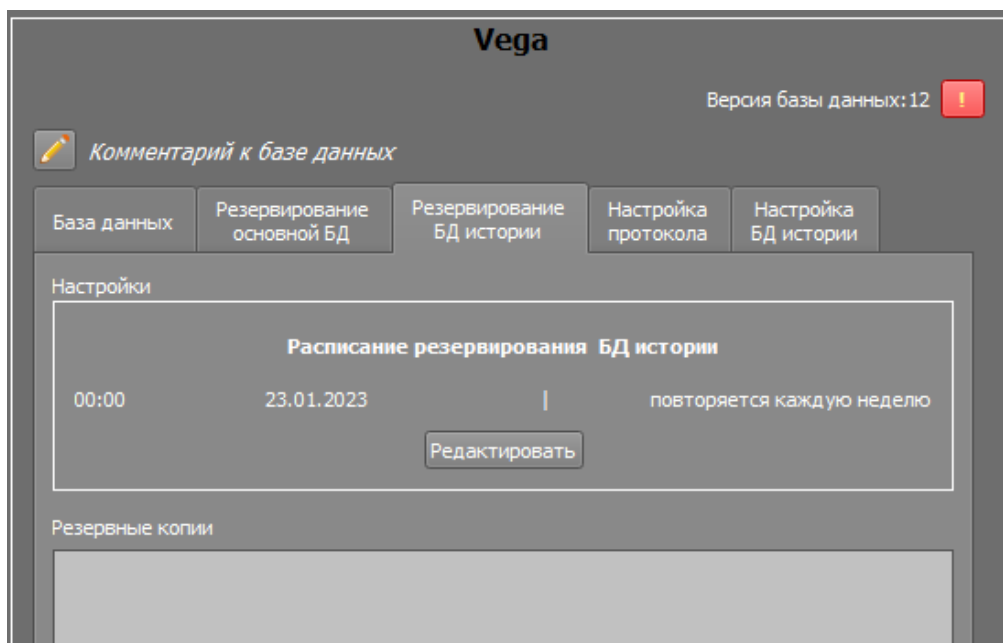 Vega
Версия базы данных:12 !
Комментарий к базе данных
База данных
Резервирование
основной БД
Резервирование
БД истории
Настройка
протокола
Настройка
БД истории
Настройки
Расписание резервирования БД истории
00:00 23.01.2023 | повторяется каждую неделю
Редактировать
Резервные копии